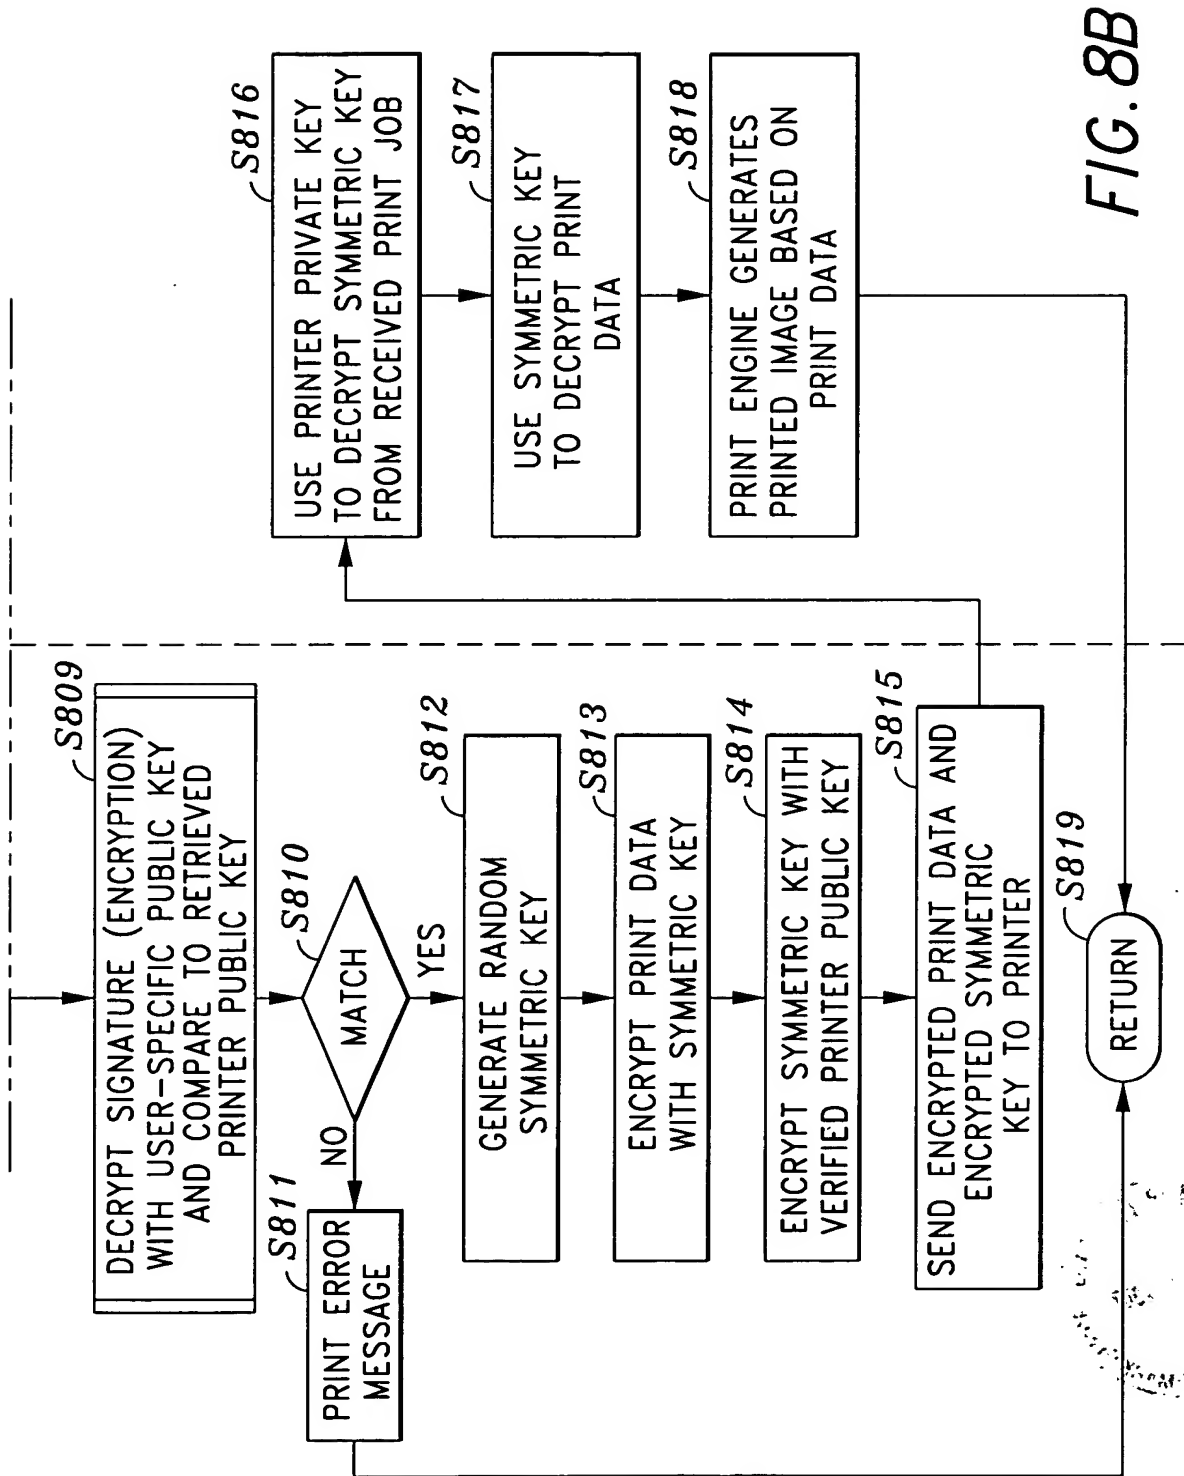 S809
DECRYPT SIGNATURE (ENCRYPTION)
WITH USER-SPECIFIC PUBLIC KEY
AND COMPARE TO RETRIEVED
PRINTER PUBLIC KEY
S810
MATCH
NO
YES
S811
PRINT ERROR
MESSAGE
S812
GENERATE RANDOM
SYMMETRIC KEY
S813
ENCRYPT PRINT DATA
WITH SYMMETRIC KEY
S814
ENCRYPT SYMMETRIC KEY WITH
VERIFIED PRINTER PUBLIC KEY
S815
SEND ENCRYPTED PRINT DATA AND
ENCRYPTED SYMMETRIC
KEY TO PRINTER
S816
USE PRINTER PRIVATE KEY
TO DECRYPT SYMMETRIC KEY
FROM RECEIVED PRINT JOB
S817
USE SYMMETRIC KEY
TO DECRYPT PRINT
DATA
S818
PRINT ENGINE GENERATES
PRINTED IMAGE BASED ON
PRINT DATA
S819
RETURN
FIG. 8B